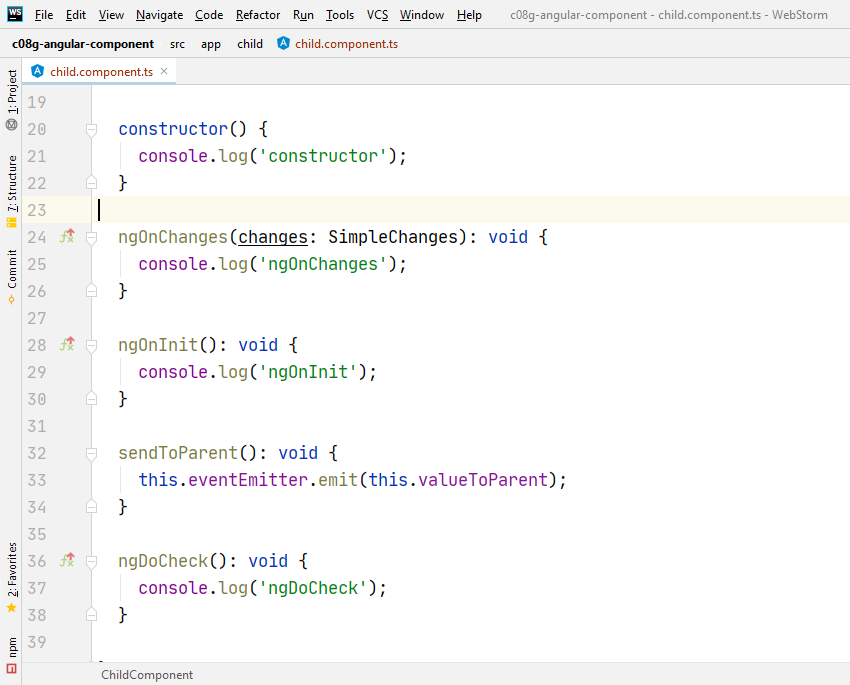 WS File Edit View Navigate Code Refactor Run Tools VCS Window Help c08g-angular-component - child.component.ts - WebStorm
c08g-angular-component src app child child.component.ts
child.component.ts
1: Project
7: Structure
Commit
2: Favorites
npm
19
20 constructor() {
21 console.log('constructor');
22 }
23
24 ngOnChanges(changes: SimpleChanges): void {
25 console.log('ngOnChanges');
26 }
27
28 ngOnInit(): void {
29 console.log('ngOnInit');
30 }
31
32 sendToParent(): void {
33 this.eventEmitter.emit(this.valueToParent);
34 }
35
36 ngDoCheck(): void {
37 console.log('ngDoCheck');
38 }
39
ChildComponent